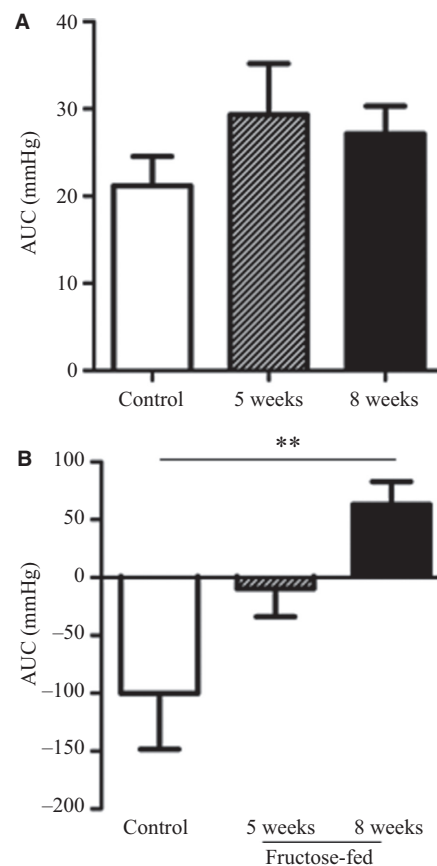 A
40
30
20
10
0
AUC (mmHg)
Control 5 weeks 8 weeks
B
**
100
50
0
−50
−100
−150
−200
AUC (mmHg)
Control 5 weeks 8 weeks
Fructose-fed